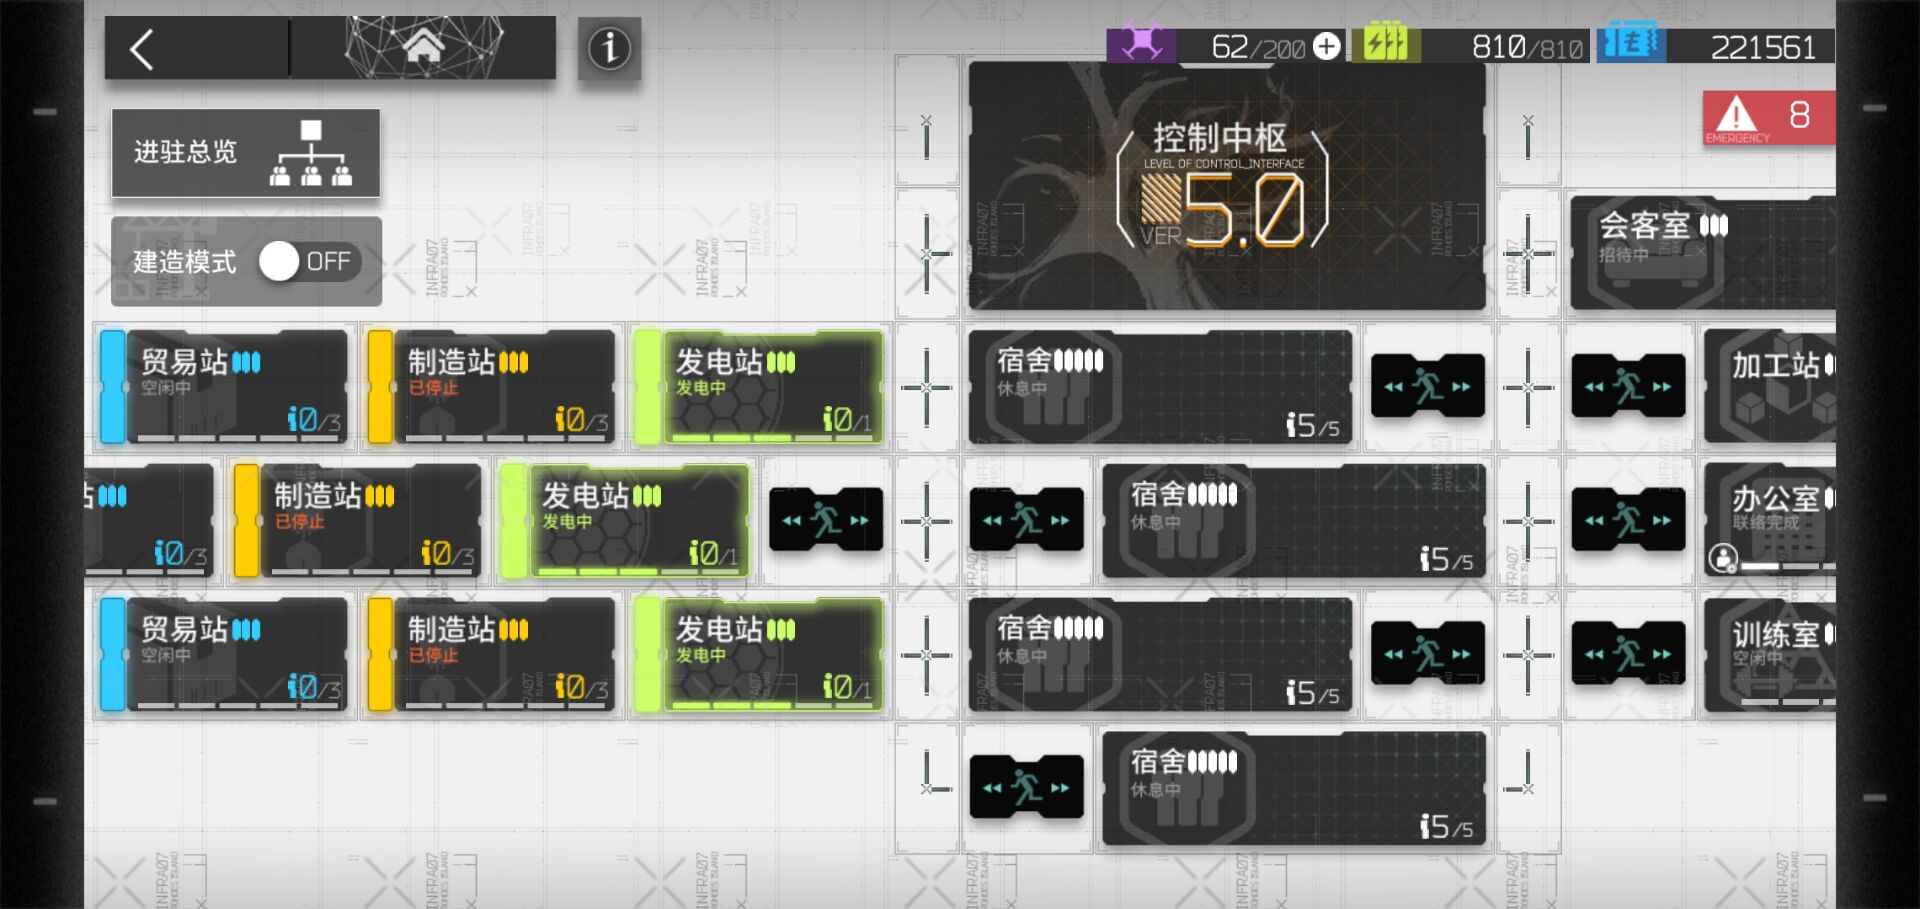 62/200
810/810
221561
进驻总览
建造模式 OFF
控制中枢
LEVEL OF CONTROL_INTERFACE
VER 5.0
EMERGENCY 8
会客室
招待中
贸易站
空闲中
0/3
制造站
已停止
0/3
发电站
发电中
0/1
宿舍
休息中
5/5
加工站
0/3
制造站
已停止
0/3
发电站
发电中
0/1
宿舍
休息中
5/5
办公室
联络完成
贸易站
空闲中
0/3
制造站
已停止
0/3
发电站
发电中
0/1
宿舍
休息中
5/5
训练室
空闲中
宿舍
休息中
5/5
INFRA07
RHODES ISLAND